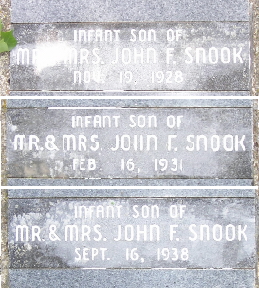 INFANT SON OF
MR. & MRS. JOHN F. SNOOK
NOV. 19, 1928
INFANT SON OF
MR. & MRS. JOHN F. SNOOK
FEB. 16, 1931
INFANT SON OF
MR. & MRS. JOHN F. SNOOK
SEPT. 16, 1938